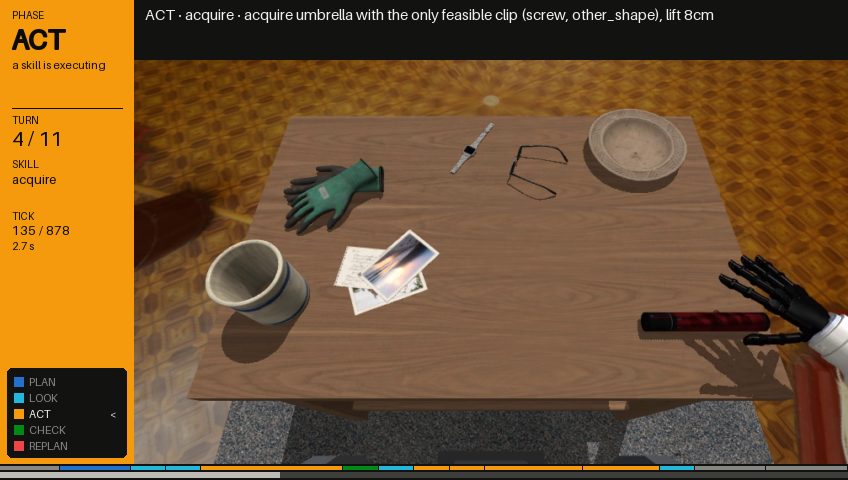 PHASE
ACT
a skill is executing
TURN
4 / 11
SKILL
acquire
TICK
135 / 878
2.7 s
PLAN
LOOK
ACT <
CHECK
REPLAN
ACT · acquire · acquire umbrella with the only feasible clip (screw, other_shape), lift 8cm